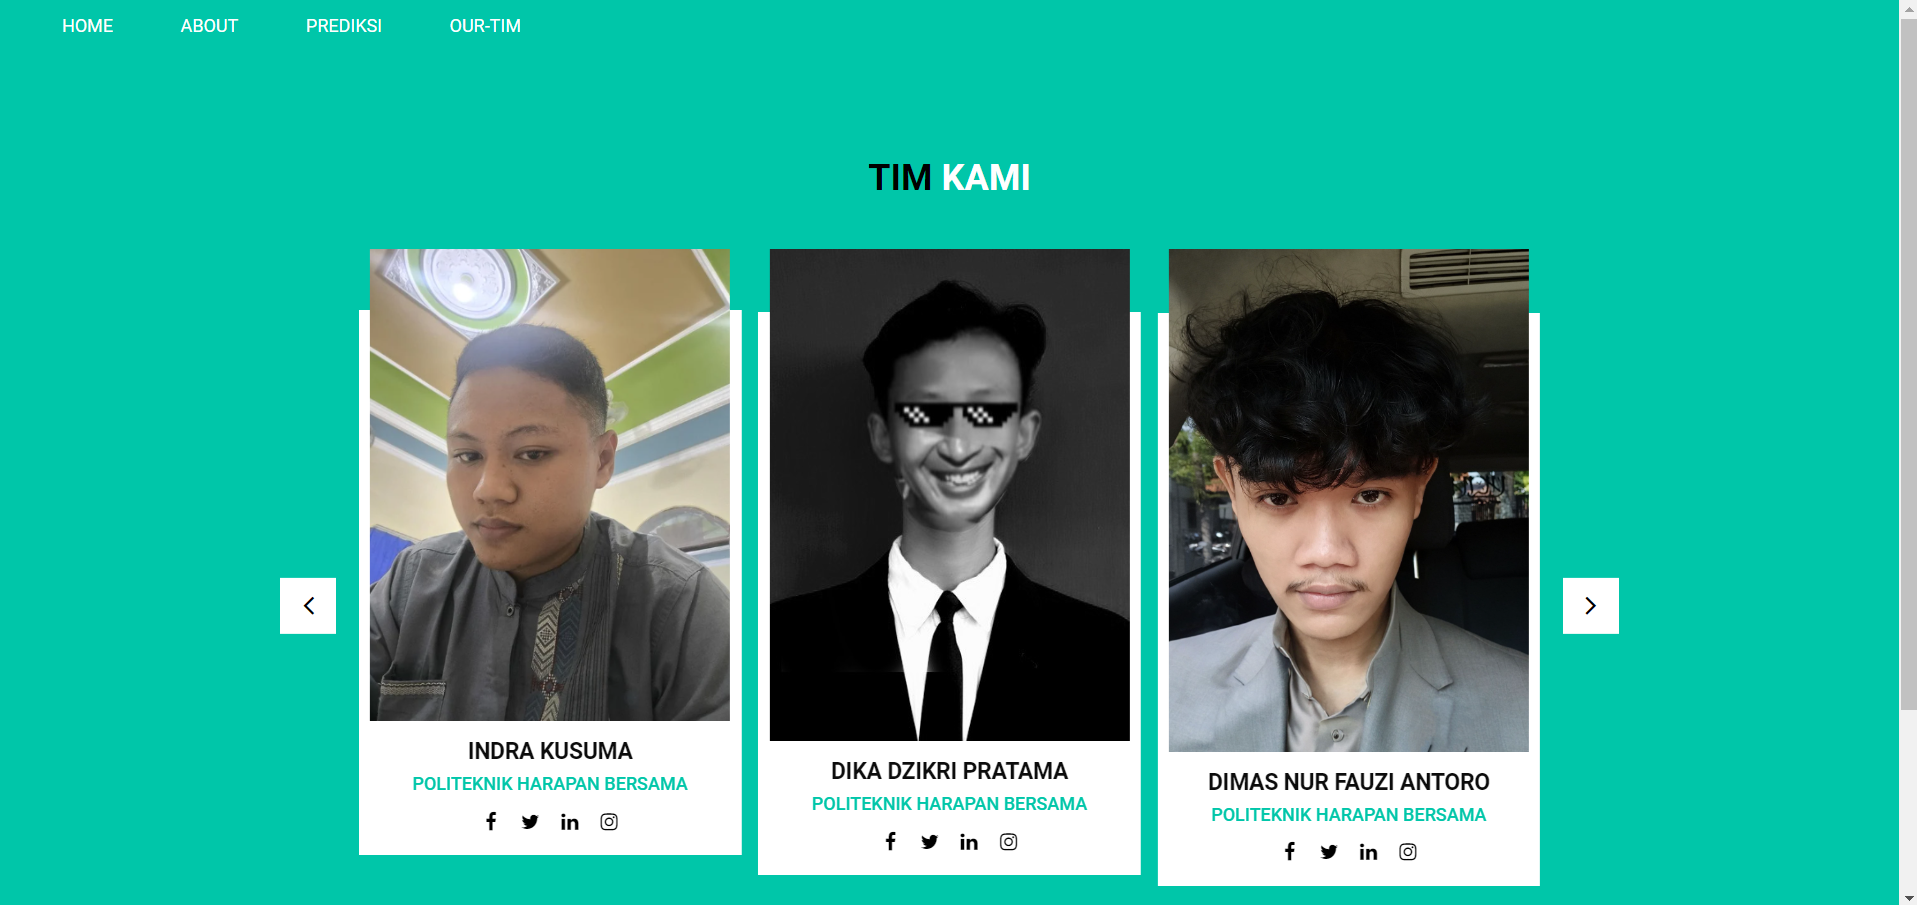 HOME ABOUT PREDIKSI OUR-TIM
TIM KAMI
INDRA KUSUMA
POLITEKNIK HARAPAN BERSAMA
DIKA DZIKRI PRATAMA
POLITEKNIK HARAPAN BERSAMA
DIMAS NUR FAUZI ANTORO
POLITEKNIK HARAPAN BERSAMA